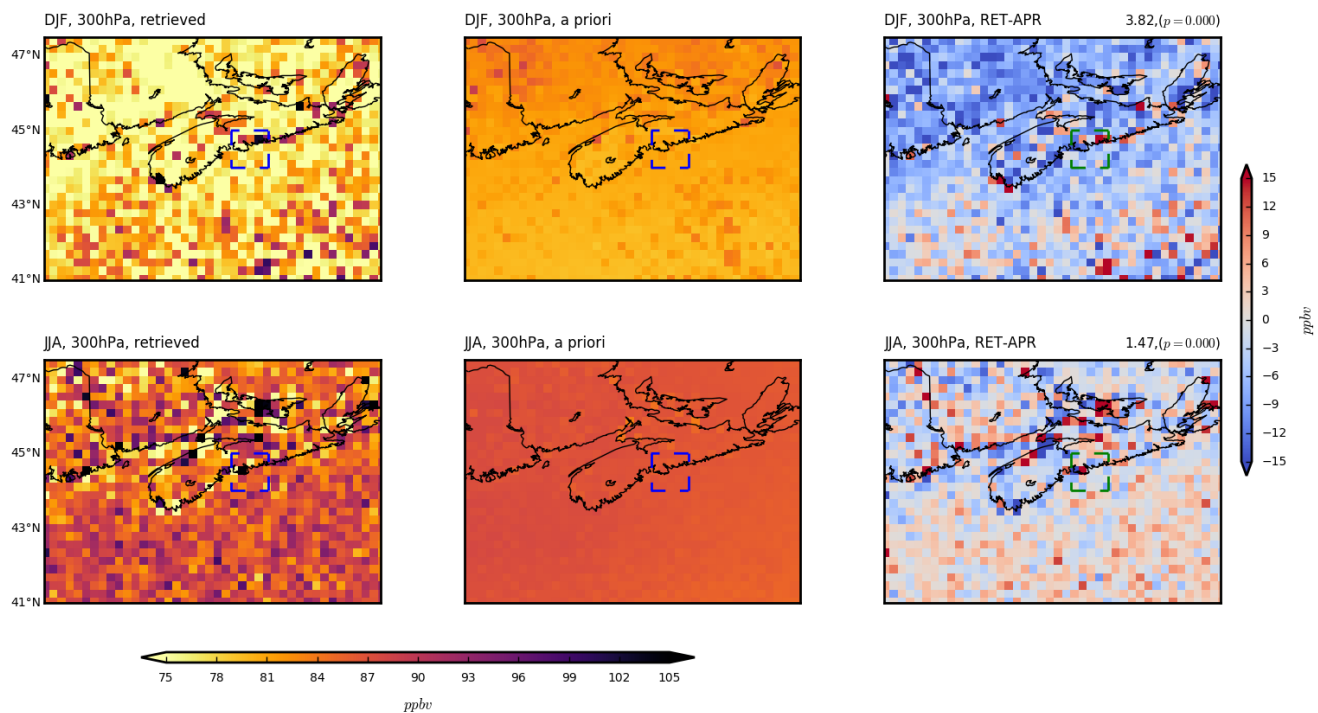 DJF, 300hPa, retrieved
DJF, 300hPa, a priori
DJF, 300hPa, RET-APR
3.82,(p=0.000)
47°N
45°N
43°N
41°N
JJA, 300hPa, retrieved
JJA, 300hPa, a priori
JJA, 300hPa, RET-APR
1.47,(p=0.000)
47°N
45°N
43°N
41°N
15
12
9
6
3
0
−3
−6
−9
−12
−15
ppbv
75 78 81 84 87 90 93 96 99 102 105
ppbv